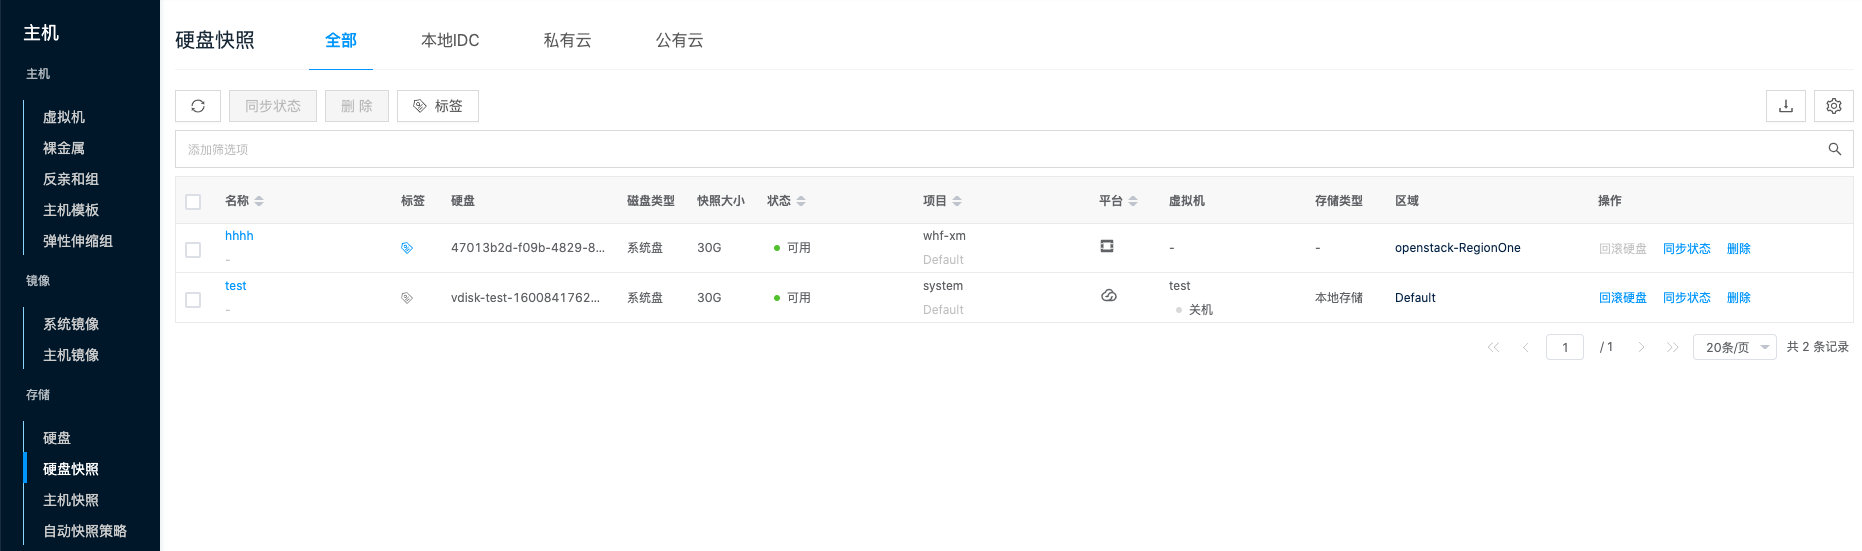 主机
主机
虚拟机
裸金属
反亲和组
主机模板
弹性伸缩组
镜像
系统镜像
主机镜像
存储
硬盘
硬盘快照
主机快照
自动快照策略
硬盘快照 全部 本地IDC 私有云 公有云
同步状态 删 除 标签
添加筛选项
名称 标签 硬盘 磁盘类型 快照大小 状态 项目 平台 虚拟机 存储类型 区域 操作
hhhh 47013b2d-f09b-4829-8... 系统盘 30G 可用 whf-xm - - openstack-RegionOne 回滚硬盘 同步状态 删除
- Default
test vdisk-test-1600841762... 系统盘 30G 可用 system test 本地存储 Default 回滚硬盘 同步状态 删除
- Default 关机
1 / 1 20条/页 共 2 条记录